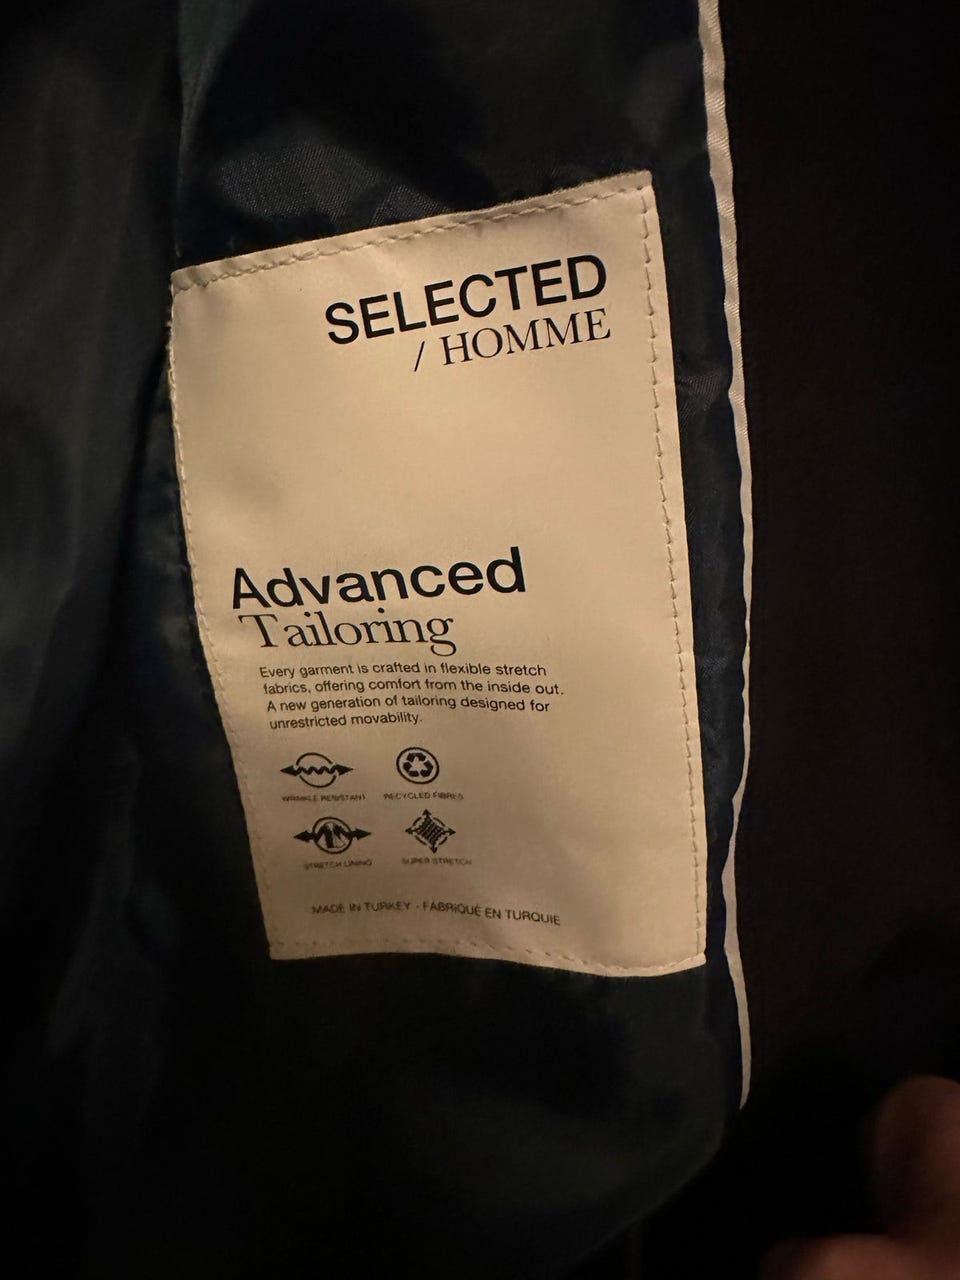 SELECTED
/ HOMME
Advanced
Tailoring
Every garment is crafted in flexible stretch
fabrics, offering comfort from the inside out.
A new generation of tailoring designed for
unrestricted movability.
WRINKLE RESISTANT RECYCLED FIBRES
STRETCH LINING SUPER STRETCH
MADE IN TURKEY - FABRIQUÉ EN TURQUIE